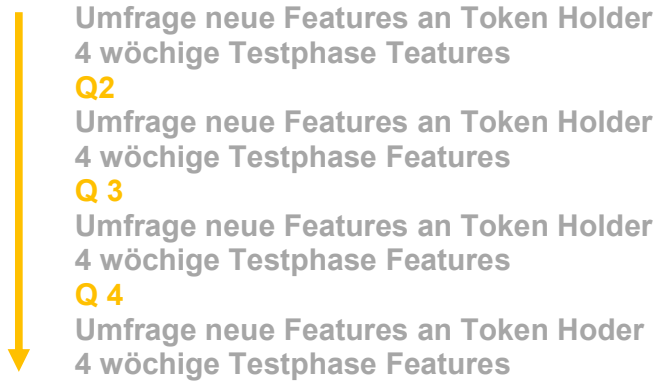 Umfrage neue Features an Token Holder
4 wöchige Testphase Teatures
Q2
Umfrage neue Features an Token Holder
4 wöchige Testphase Features
Q 3
Umfrage neue Features an Token Holder
4 wöchige Testphase Features
Q 4
Umfrage neue Features an Token Hoder
4 wöchige Testphase Features